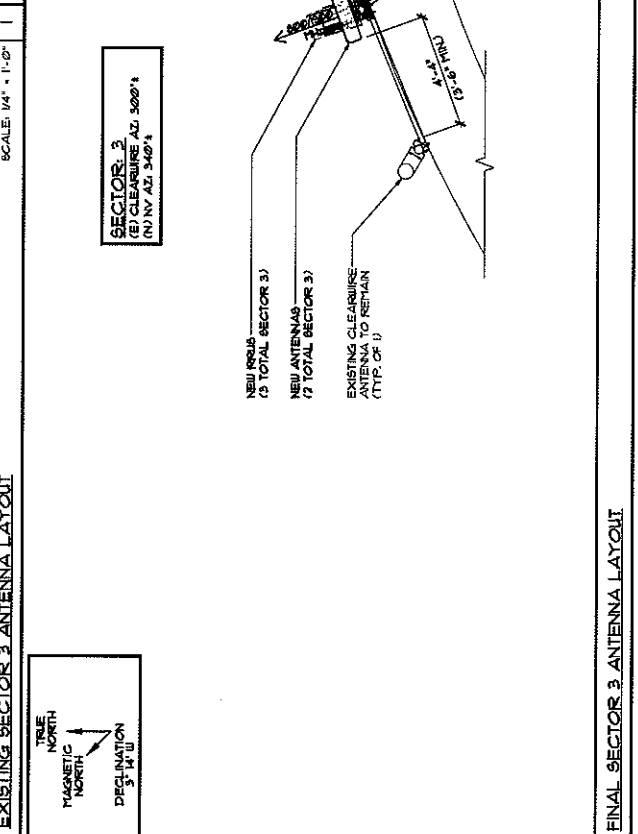 EXISTING SECTOR 3 ANTENNA LAYOUT
SCALE: 1/4" = 1'-0"
1
TRUE
NORTH
MAGNETIC
NORTH
DECLINATION
3° 14' W
SECTOR: 3
(E) CLEARWIRE AZ: 300°±
(N) NV AZ: 340°±
NEW RRUS
(3 TOTAL SECTOR 3)
NEW ANTENNAS
(2 TOTAL SECTOR 3)
EXISTING CLEARWIRE
ANTENNA TO REMAIN
(TYP. OF 1)
4'-4"
(3'-6" MIN.)
FINAL SECTOR 3 ANTENNA LAYOUT